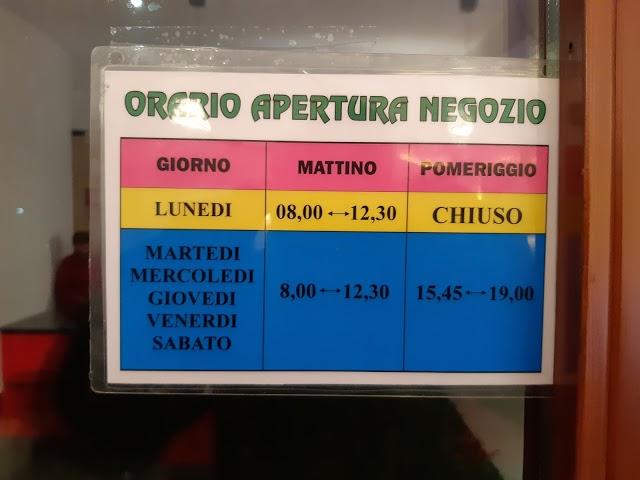 ORARIO APERTURA NEGOZIO
GIORNO MATTINO POMERIGGIO
LUNEDI 08,00 ↔ 12,30 CHIUSO
MARTEDI
MERCOLEDI
GIOVEDI 8,00 ↔ 12,30 15,45 ↔ 19,00
VENERDI
SABATO